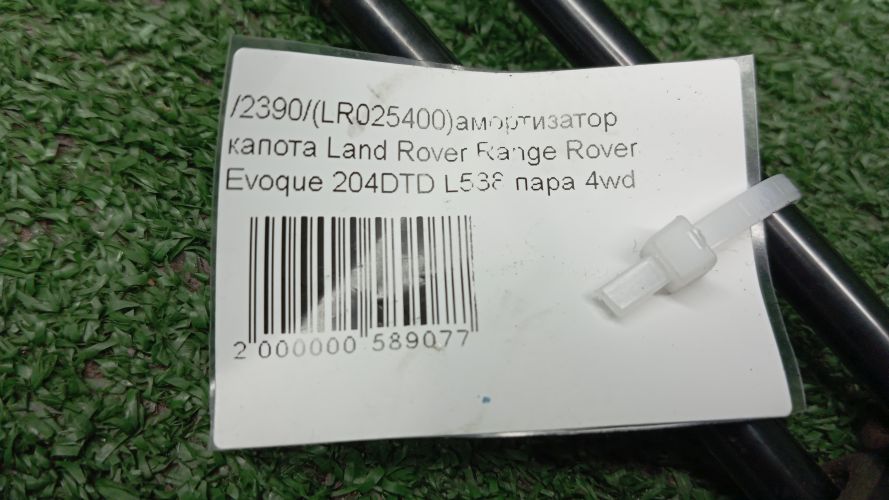 /2390/(LR025400)амортизатор
капота Land Rover Range Rover
Evoque 204DTD L538 пара 4wd
2 000000 589077